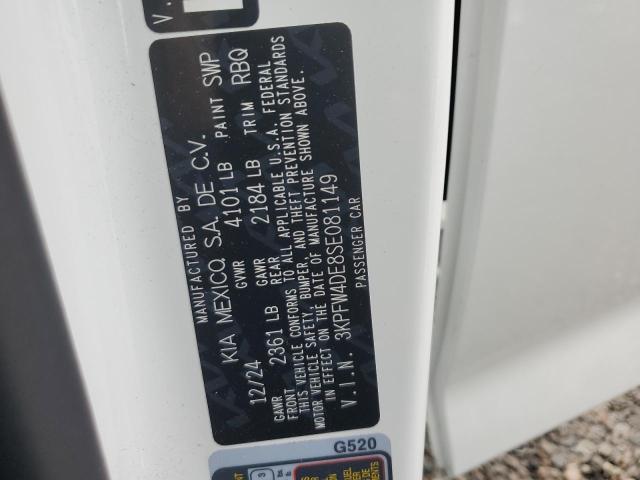 MANUFACTURED BY
KIA MEXICO, S.A. DE C.V.
12/24 GVWR 4101 LB PAINT SWP
GAWR FRONT 2361 LB GAWR REAR 2184 LB TRIM RBQ
THIS VEHICLE CONFORMS TO ALL APPLICABLE U.S.A. FEDERAL
MOTOR VEHICLE SAFETY, BUMPER, AND THEFT PREVENTION STANDARDS
IN EFFECT ON THE DATE OF MANUFACTURE SHOWN ABOVE.
V.I.N. 3KPFW4DE8SE081149
PASSENGER CAR
G520